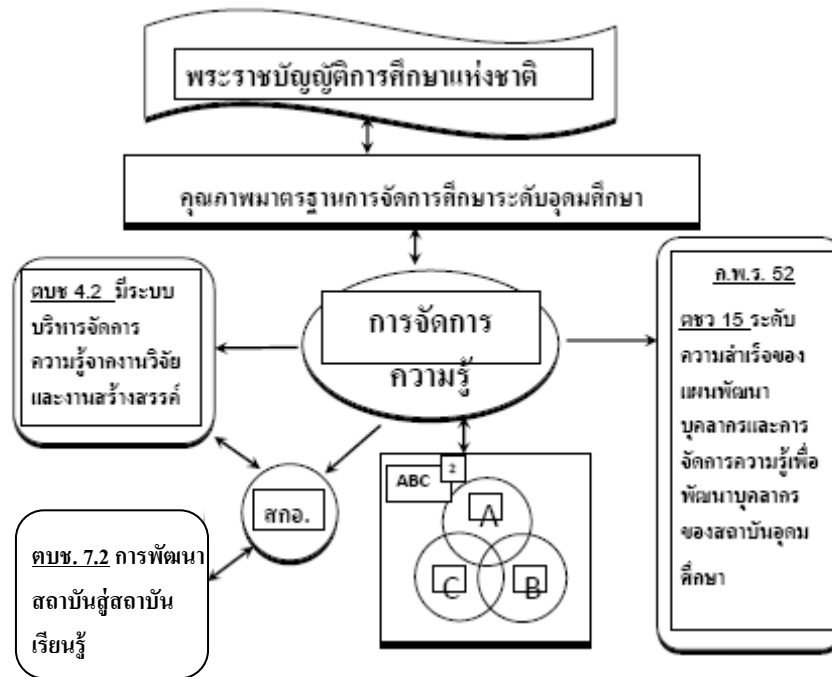 พระราชบัญญัติการศึกษาแห่งชาติ
คุณภาพมาตรฐานการจัดการศึกษาระดับอุดมศึกษา
การจัดการ
ความรู้
ตบช 4.2 มีระบบ
บริหารจัดการ
ความรู้จากงานวิจัย
และงานสร้างสรรค์
ก.พ.ร. 52
ตชว 15 ระดับ
ความสำเร็จของ
แผนพัฒนา
บุคลากรและการ
จัดการความรู้เพื่อ
พัฒนาบุคลากร
ของสถาบันอุดม
ศึกษา
สกอ.
ตบช. 7.2 การพัฒนา
สถาบันสู่สถาบัน
เรียนรู้
ABC 2
A
C B